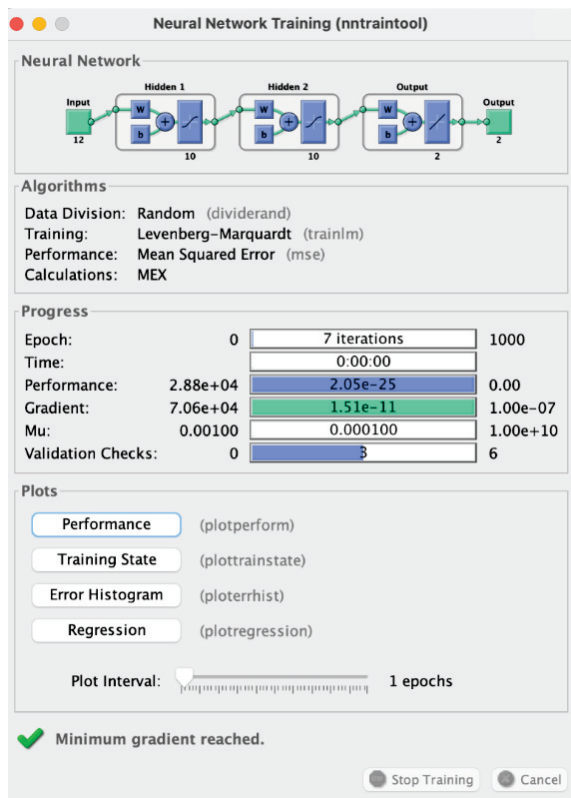 Neural Network Training (nntraintool)
Neural Network
Hidden 1 Hidden 2 Output
Input Output
W W W
b b b
12 2
10 10 2
Algorithms
Data Division: Random (dividerand)
Training: Levenberg-Marquardt (trainlm)
Performance: Mean Squared Error (mse)
Calculations: MEX
Progress
Epoch: 0 7 iterations 1000
Time: 0:00:00
Performance: 2.88e+04 2.05e-25 0.00
Gradient: 7.06e+04 1.51e-11 1.00e-07
Mu: 0.00100 0.000100 1.00e+10
Validation Checks: 0 3 6
Plots
Performance (plotperform)
Training State (plottrainstate)
Error Histogram (ploterrhist)
Regression (plotregression)
Plot Interval: 1 epochs
Minimum gradient reached.
Stop Training Cancel